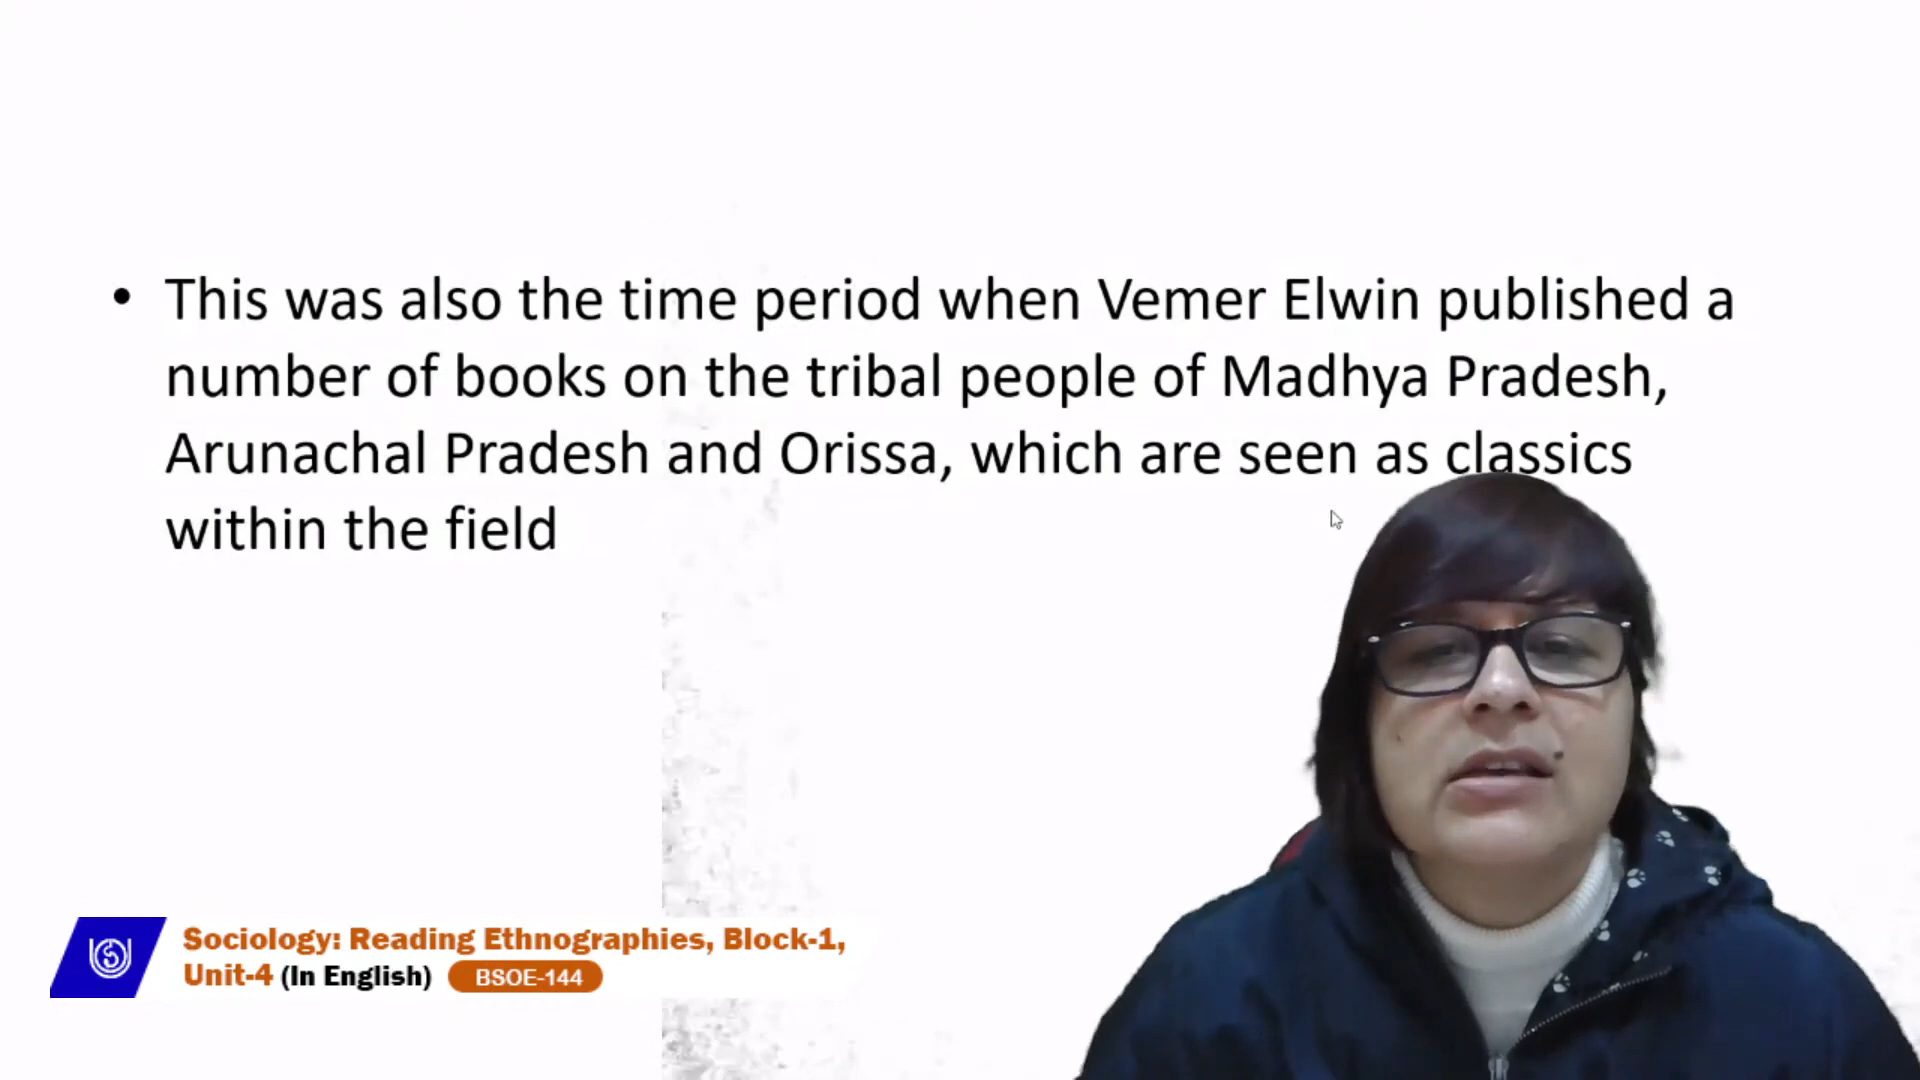 • This was also the time period when Vemer Elwin published a
number of books on the tribal people of Madhya Pradesh,
Arunachal Pradesh and Orissa, which are seen as classics
within the field
Sociology: Reading Ethnographies, Block-1,
Unit-4 (In English) BSOE-144